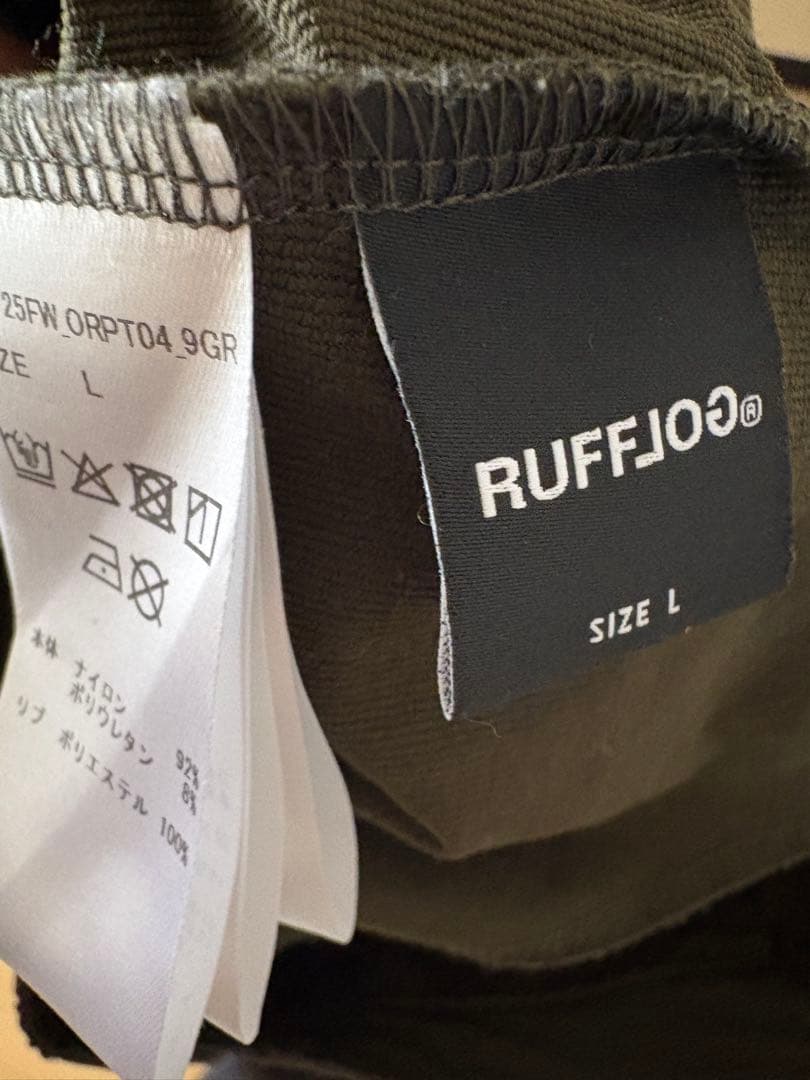 25FW_ORPT04_9GR
ZE L
本体 ナイロン 92%
ポリウレタン 8%
リブ ポリエステル 100%
RUFFLOG®
SIZE L